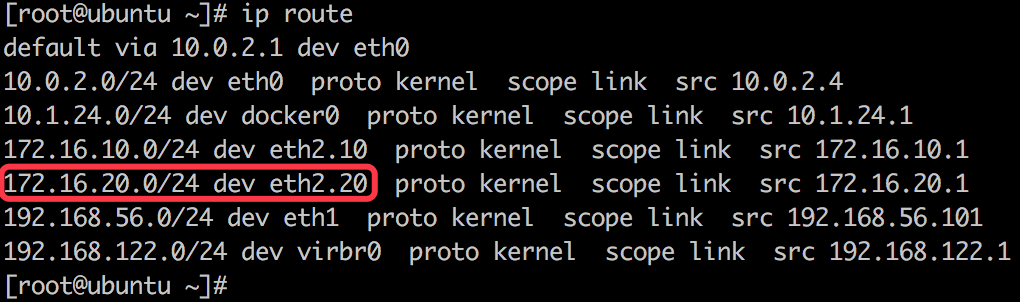 [root@ubuntu ~]# ip route
default via 10.0.2.1 dev eth0
10.0.2.0/24 dev eth0  proto kernel  scope link  src 10.0.2.4
10.1.24.0/24 dev docker0  proto kernel  scope link  src 10.1.24.1
172.16.10.0/24 dev eth2.10  proto kernel  scope link  src 172.16.10.1
172.16.20.0/24 dev eth2.20  proto kernel  scope link  src 172.16.20.1
192.168.56.0/24 dev eth1  proto kernel  scope link  src 192.168.56.101
192.168.122.0/24 dev virbr0  proto kernel  scope link  src 192.168.122.1
[root@ubuntu ~]#